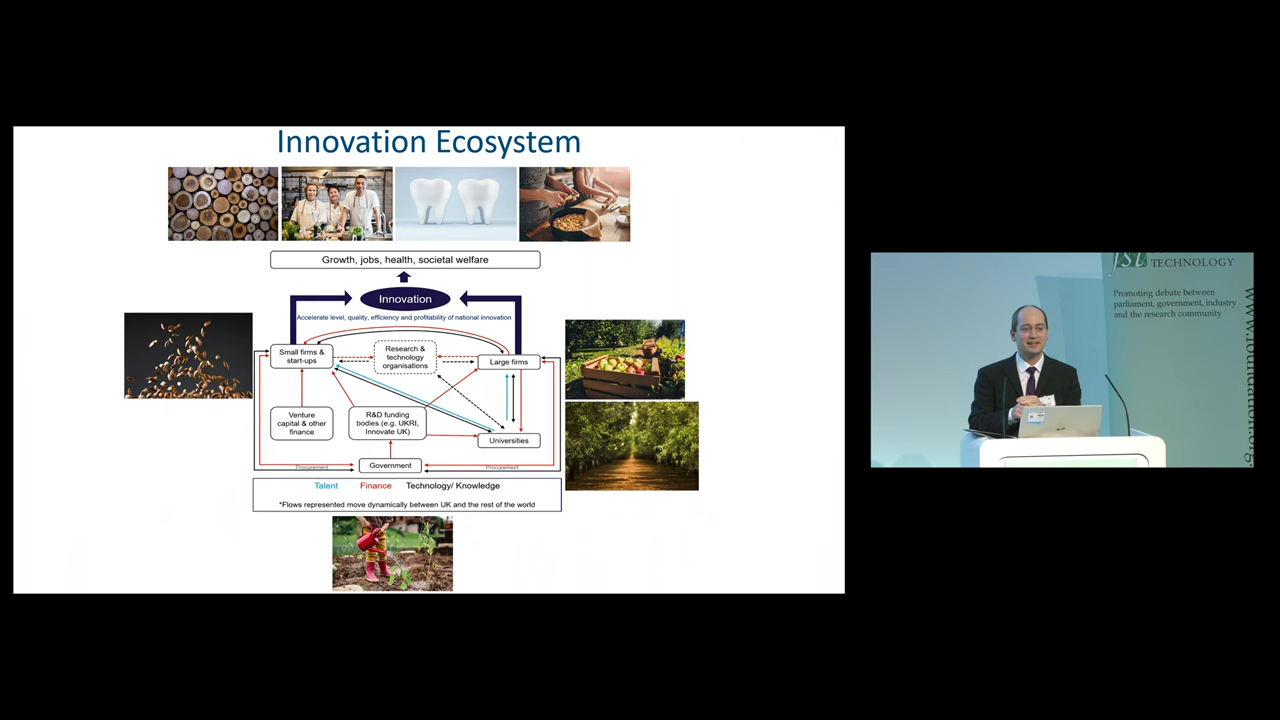 Innovation Ecosystem
Growth, jobs, health, societal welfare
Innovation
Accelerate level, quality, efficiency and profitability of national innovation
Small firms &
start-ups
Research &
technology
organisations
Large firms
Venture
capital & other
finance
R&D funding
bodies (e.g. UKRI,
Innovate UK)
Universities
Procurement
Government
Procurement
Talent Finance Technology/ Knowledge
*Flows represented move dynamically between UK and the rest of the world
fst TECHNOLOGY
Promoting debate between
parliament, government, industry
and the research community